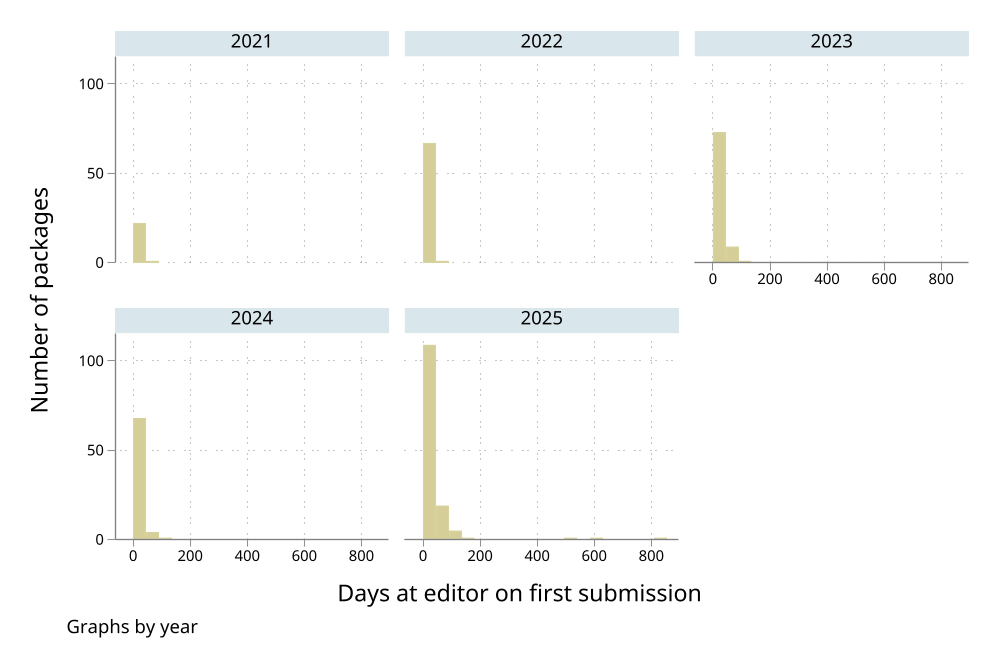 2021 2022 2023
100
50
0
0 200 400 600 800
2024 2025
100
50
0
0 200 400 600 800 0 200 400 600 800
Number of packages
Days at editor on first submission
Graphs by year